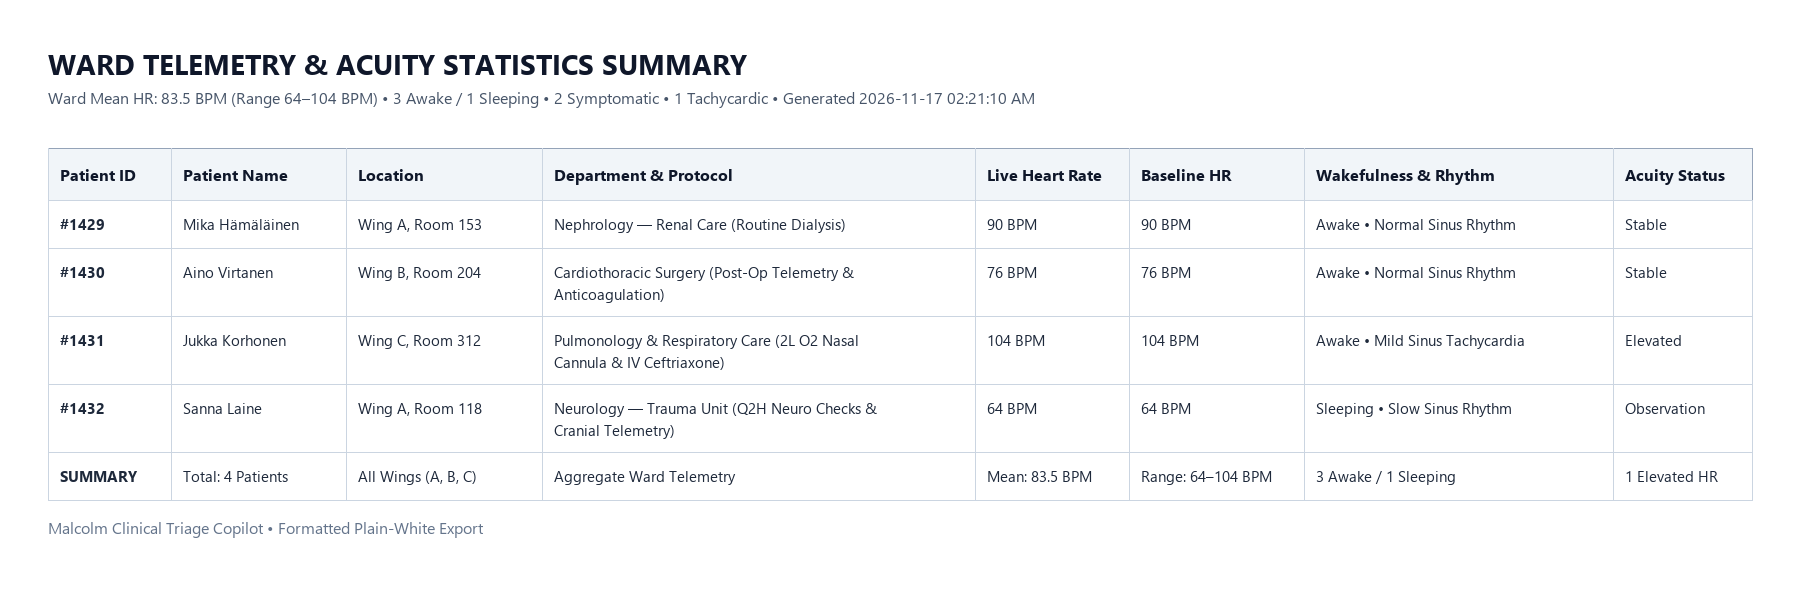 WARD TELEMETRY & ACUITY STATISTICS SUMMARY
Ward Mean HR: 83.5 BPM (Range 64–104 BPM) • 3 Awake / 1 Sleeping • 2 Symptomatic • 1 Tachycardic • Generated 2026-11-17 02:21:10 AM
Patient ID Patient Name Location Department & Protocol Live Heart Rate Baseline HR Wakefulness & Rhythm Acuity Status
#1429 Mika Hämäläinen Wing A, Room 153 Nephrology — Renal Care (Routine Dialysis) 90 BPM 90 BPM Awake • Normal Sinus Rhythm Stable
#1430 Aino Virtanen Wing B, Room 204 Cardiothoracic Surgery (Post-Op Telemetry & 76 BPM 76 BPM Awake • Normal Sinus Rhythm Stable
Anticoagulation)
#1431 Jukka Korhonen Wing C, Room 312 Pulmonology & Respiratory Care (2L O2 Nasal 104 BPM 104 BPM Awake • Mild Sinus Tachycardia Elevated
Cannula & IV Ceftriaxone)
#1432 Sanna Laine Wing A, Room 118 Neurology — Trauma Unit (Q2H Neuro Checks & 64 BPM 64 BPM Sleeping • Slow Sinus Rhythm Observation
Cranial Telemetry)
SUMMARY Total: 4 Patients All Wings (A, B, C) Aggregate Ward Telemetry Mean: 83.5 BPM Range: 64–104 BPM 3 Awake / 1 Sleeping 1 Elevated HR
Malcolm Clinical Triage Copilot • Formatted Plain-White Export